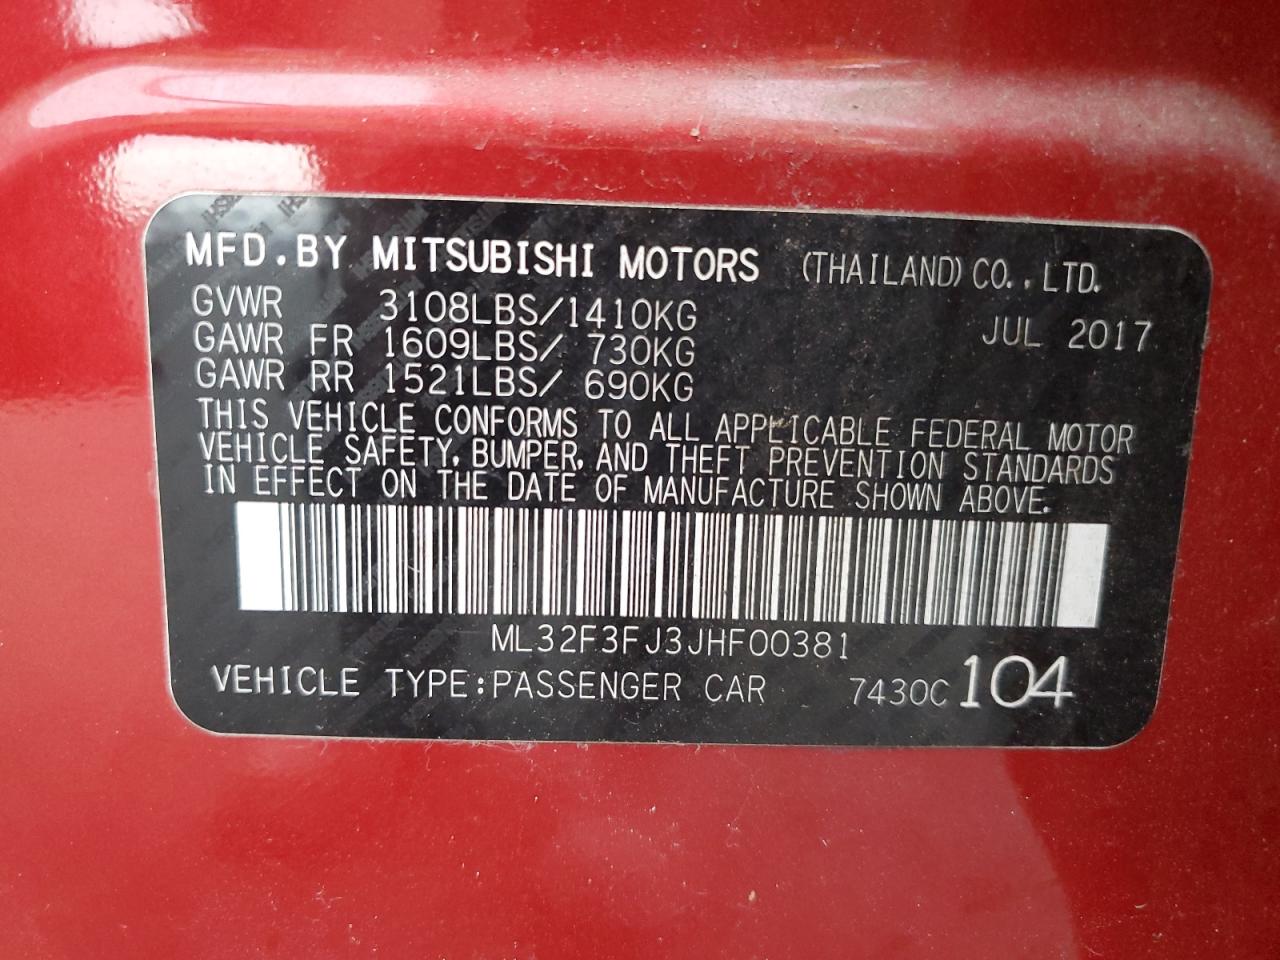 MFD.BY MITSUBISHI MOTORS (THAILAND) CO., LTD.
GVWR 3108LBS/1410KG
JUL 2017
GAWR FR 1609LBS/ 730KG
GAWR RR 1521LBS/ 690KG
THIS VEHICLE CONFORMS TO ALL APPLICABLE FEDERAL MOTOR
VEHICLE SAFETY, BUMPER, AND THEFT PREVENTION STANDARDS
IN EFFECT ON THE DATE OF MANUFACTURE SHOWN ABOVE.
ML32F3FJ3JHF00381
VEHICLE TYPE:PASSENGER CAR 7430C 104